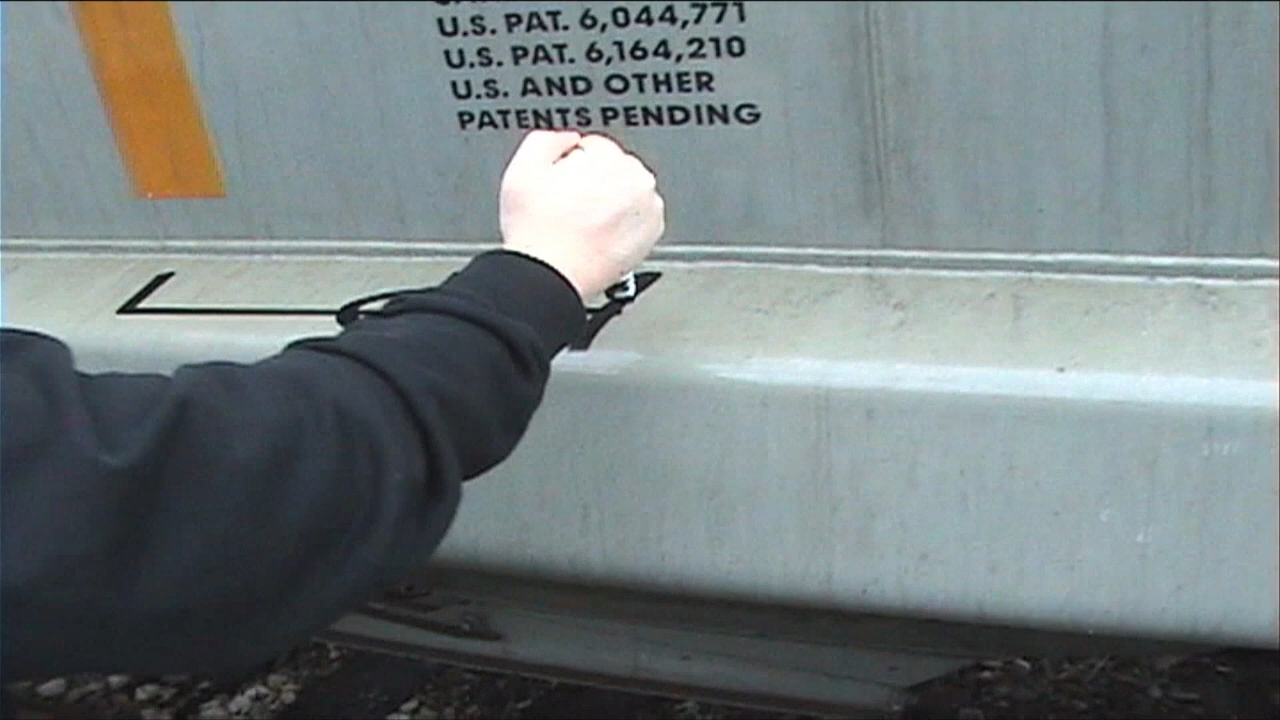 U.S. PAT. 6,044,771
U.S. PAT. 6,164,210
U.S. AND OTHER
PATENTS PENDING